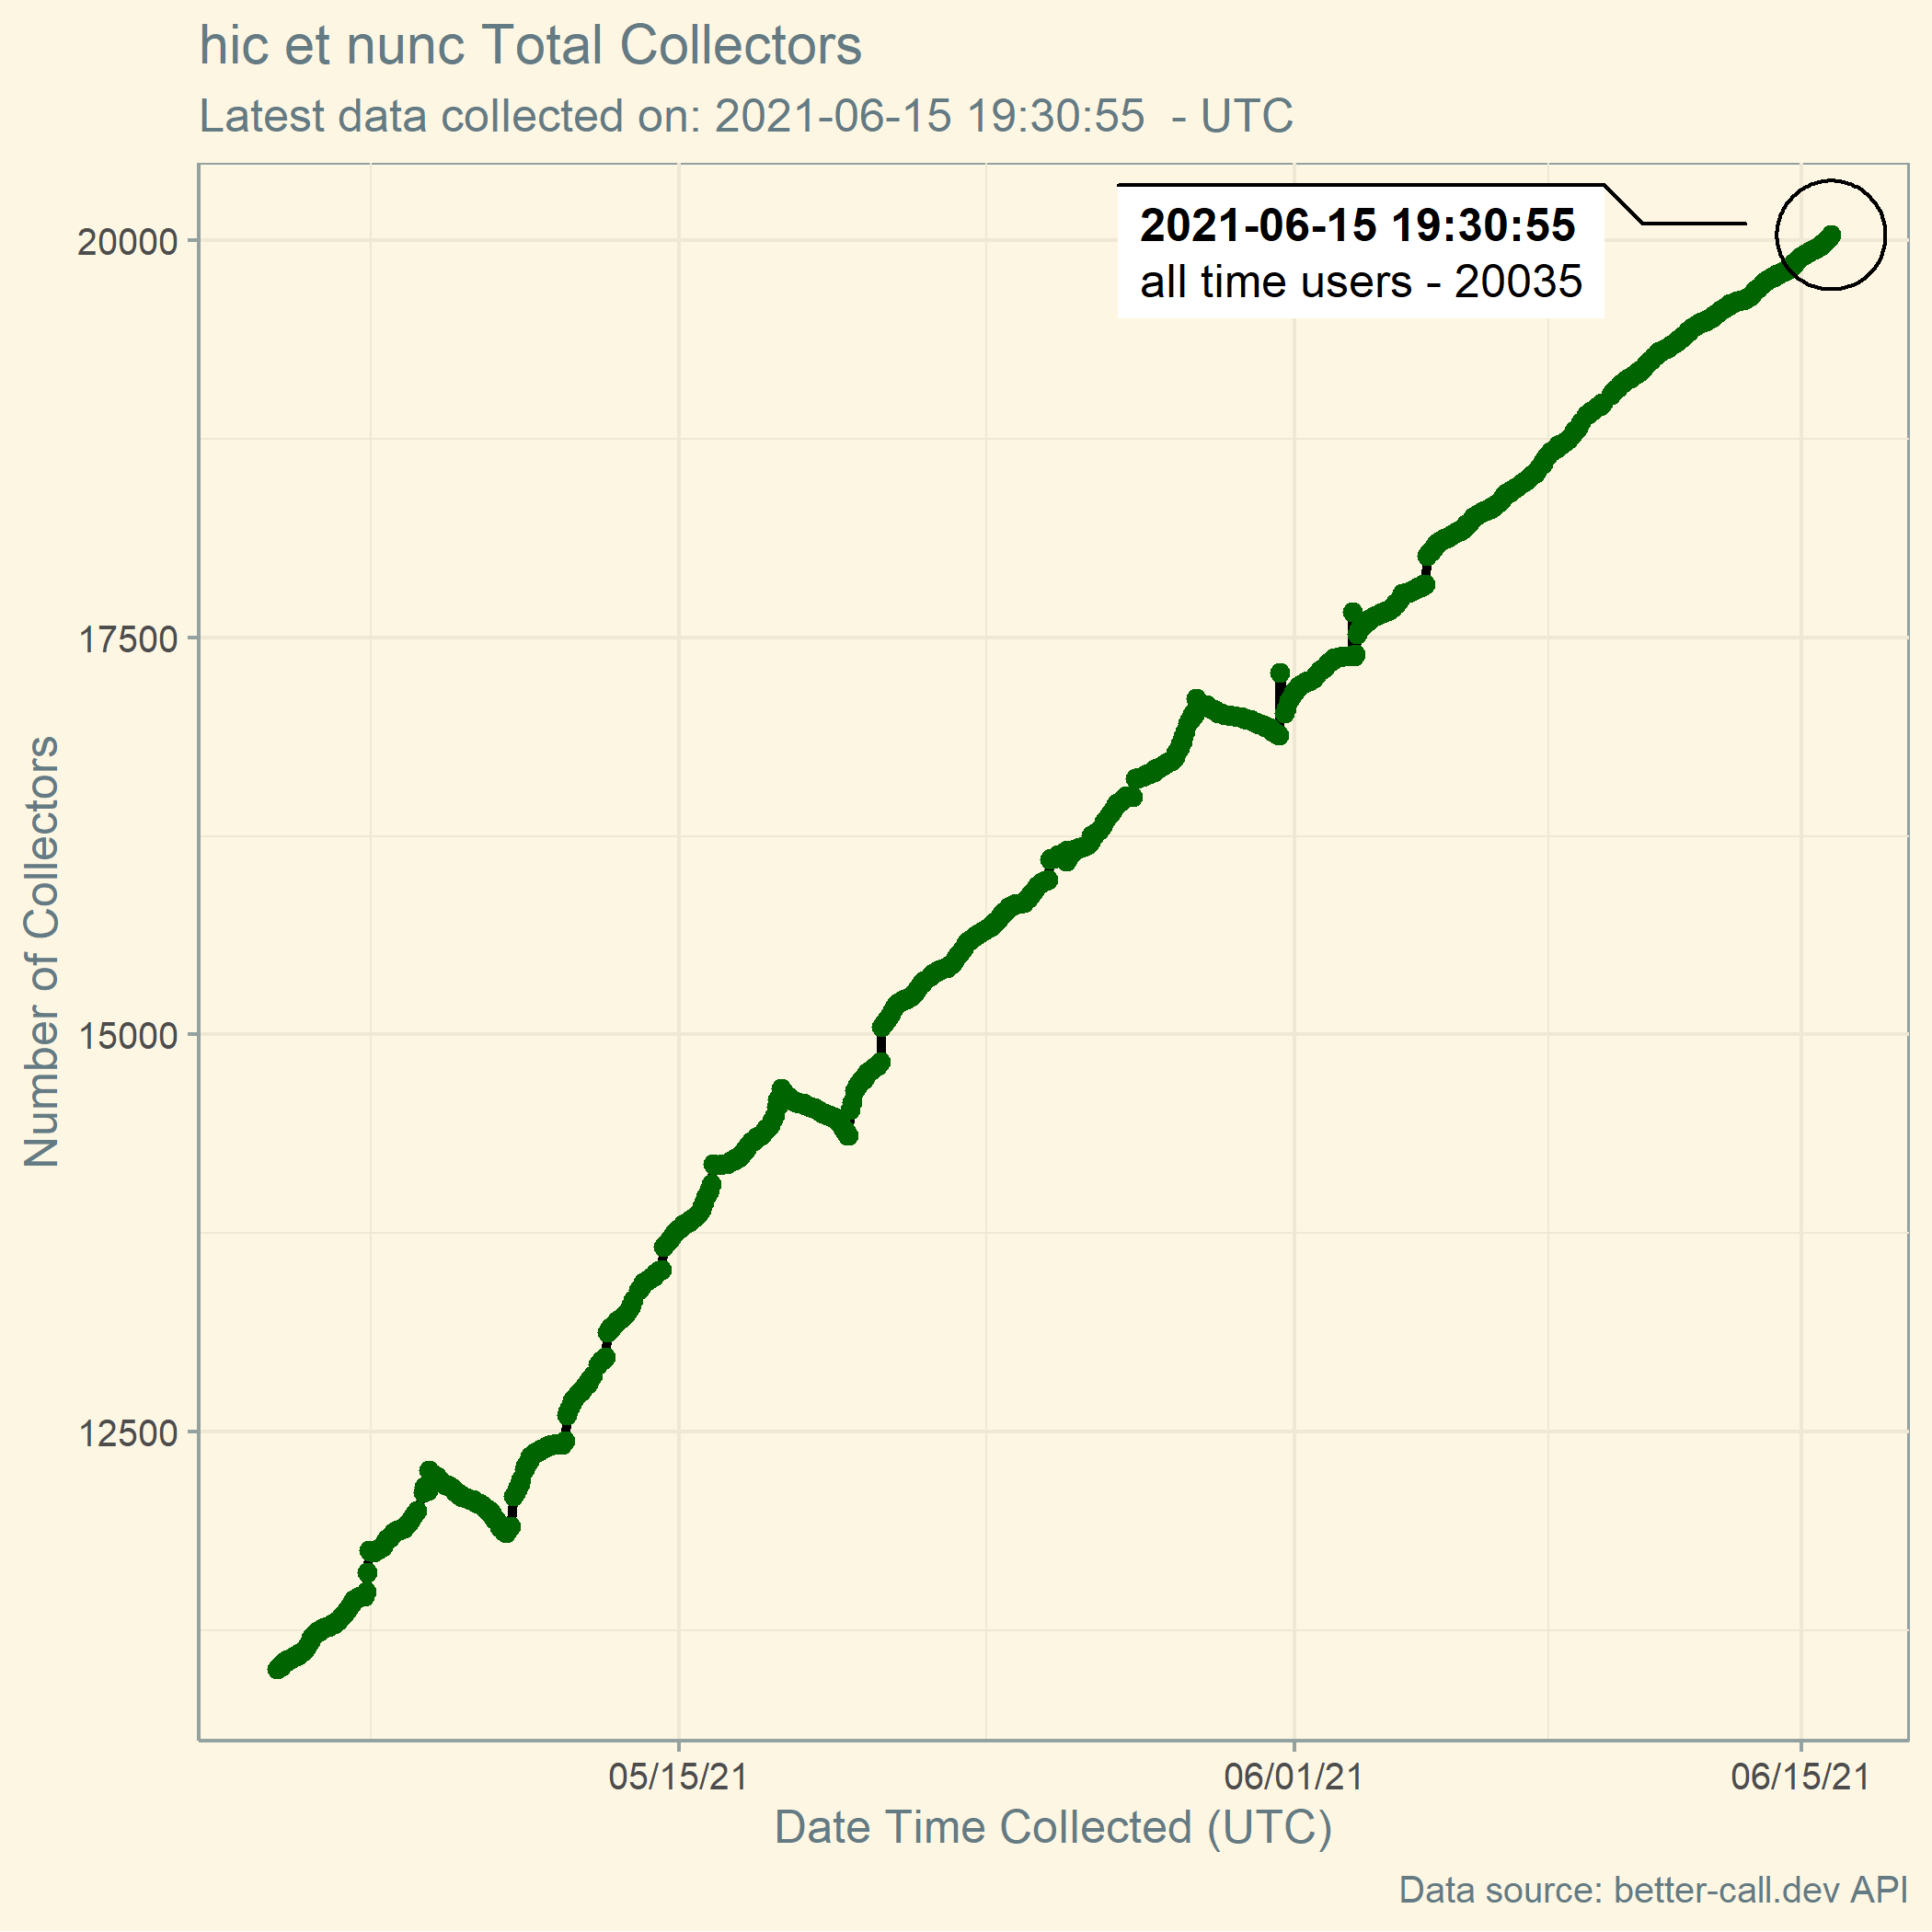 hic et nunc Total Collectors
Latest data collected on: 2021-06-15 19:30:55  - UTC
2021-06-15 19:30:55
all time users - 20035
20000
17500
15000
12500
Number of Collectors
05/15/21
06/01/21
06/15/21
Date Time Collected (UTC)
Data source: better-call.dev API